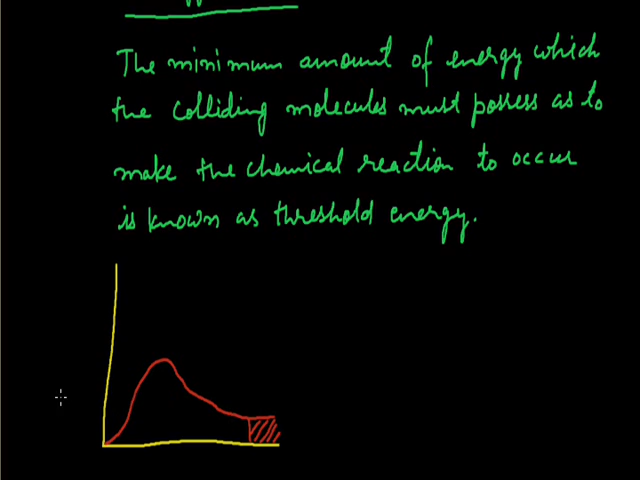 The minimum amount of energy which
the colliding molecules must possess as to
make the chemical reaction to occur
is known as threshold energy.